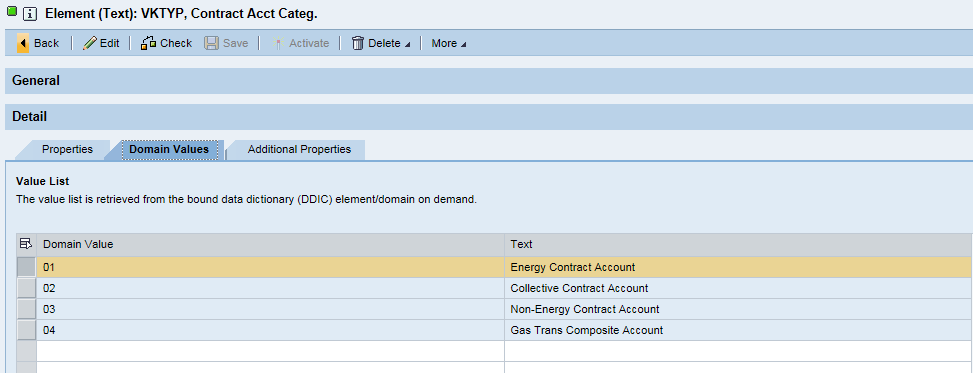 Element (Text): VKTYP, Contract Acct Categ.
Back Edit Check Save Activate Delete More
General
Detail
Properties Domain Values Additional Properties
Value List
The value list is retrieved from the bound data dictionary (DDIC) element/domain on demand.
Domain Value Text
01 Energy Contract Account
02 Collective Contract Account
03 Non-Energy Contract Account
04 Gas Trans Composite Account